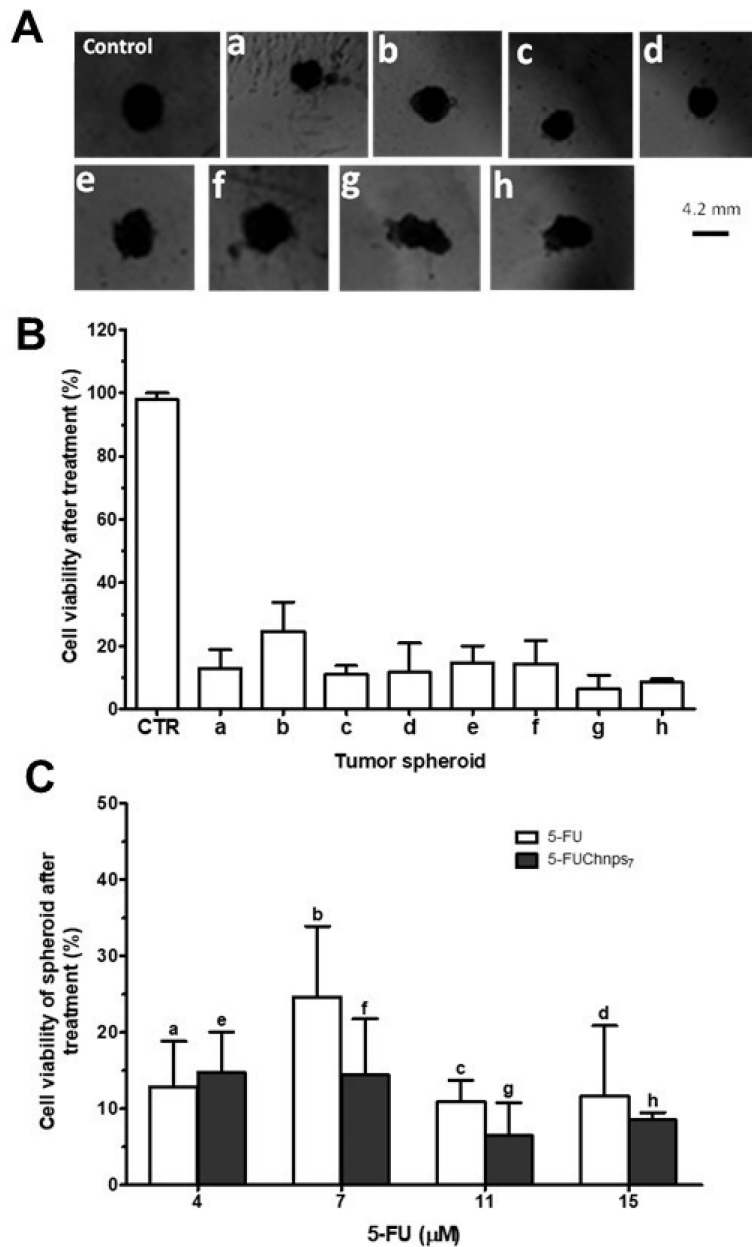 A
Control
a
b
c
d
e
f
g
h
4.2 mm
B
Cell viability after treatment (%)
120
100
80
60
40
20
0
CTR a b c d e f g h
Tumor spheroid
C
Cell viability of spheroid after
treatment (%)
50
40
30
20
10
0
5-FU
5-FUChnps₇
a
e
b
f
c
g
d
h
4 7 11 15
5-FU (µM)